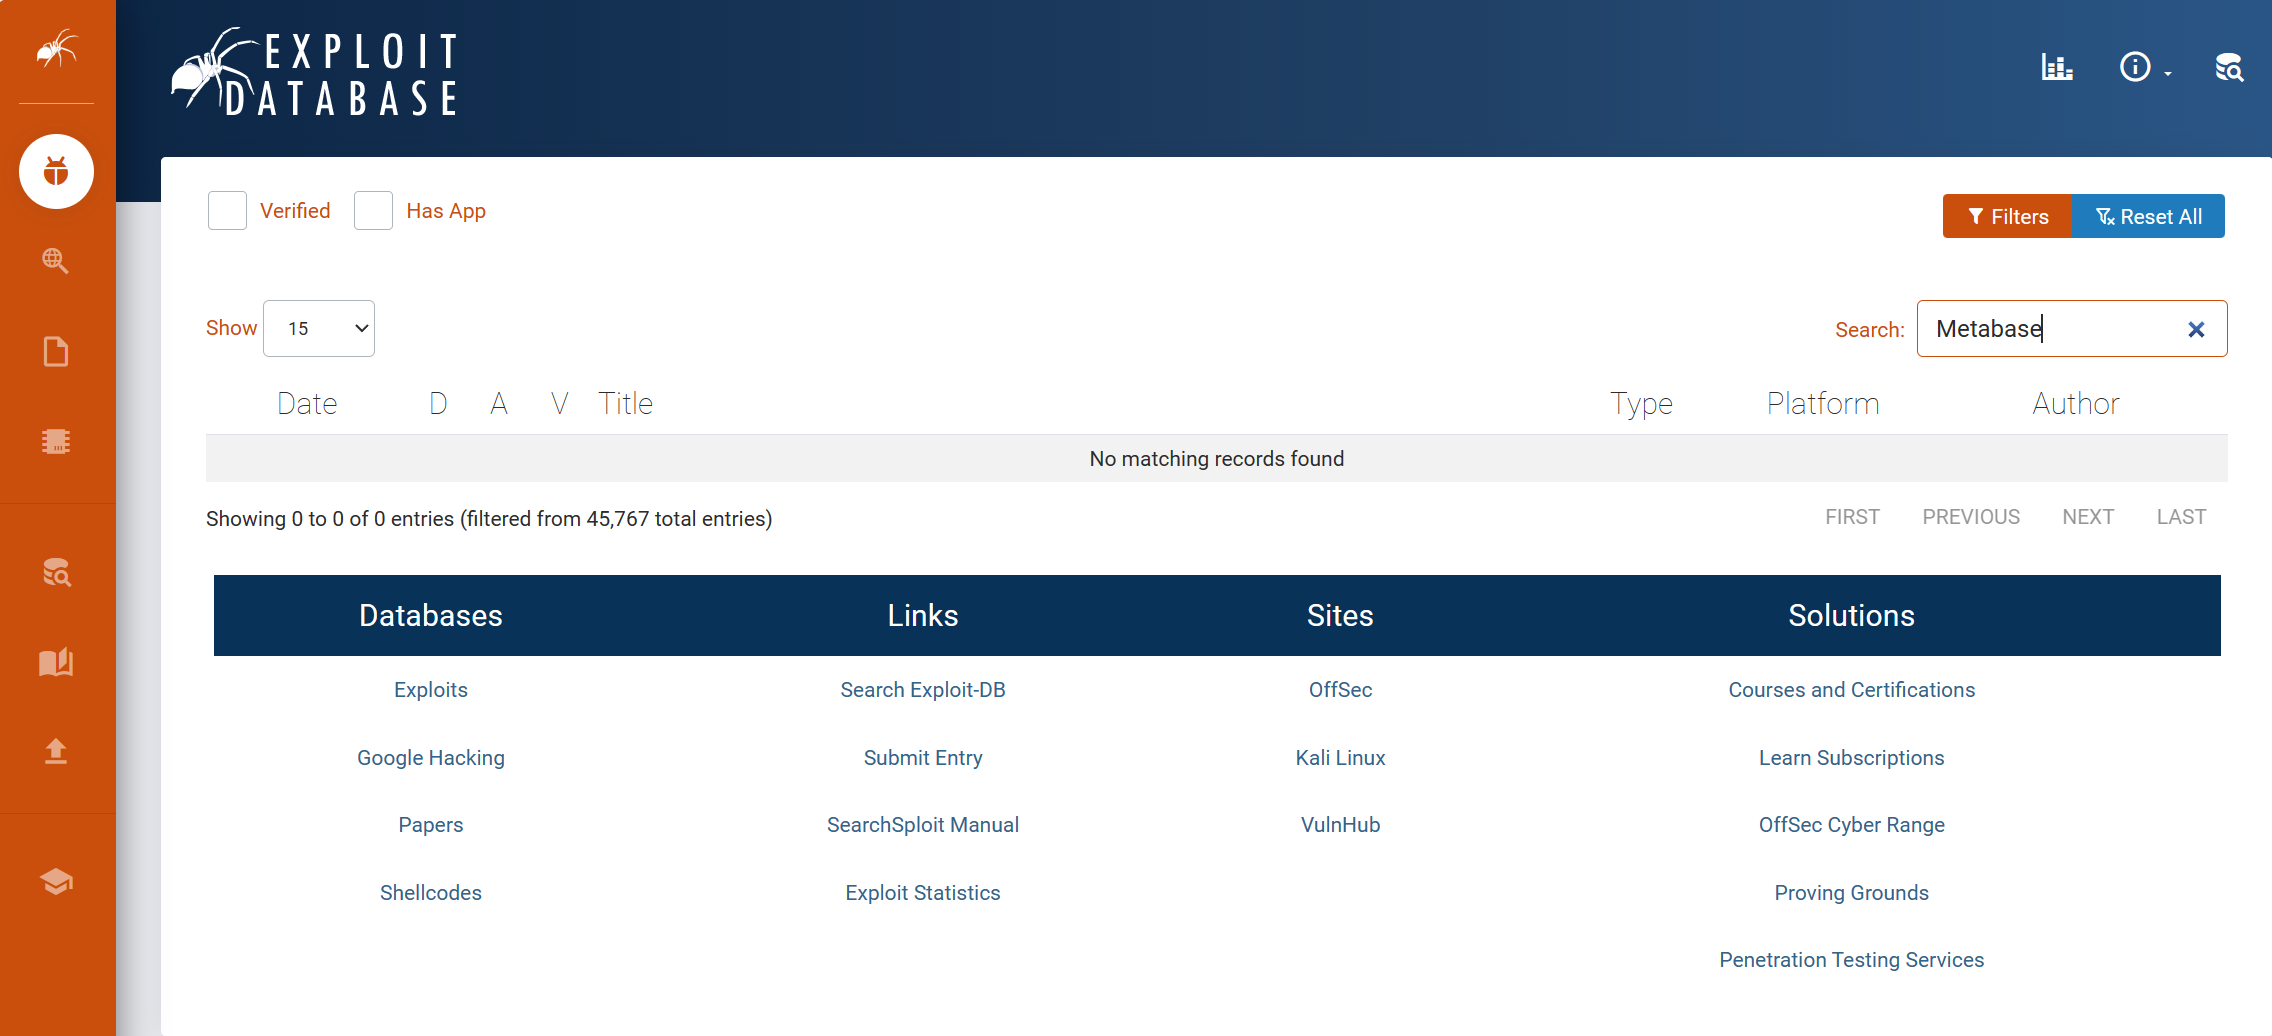 EXPLOIT
DATABASE
Verified Has App
Filters Reset All
Show 15
Search: Metabase
Date D A V Title Type Platform Author
No matching records found
Showing 0 to 0 of 0 entries (filtered from 45,767 total entries)
FIRST PREVIOUS NEXT LAST
Databases Links Sites Solutions
Exploits Search Exploit-DB OffSec Courses and Certifications
Google Hacking Submit Entry Kali Linux Learn Subscriptions
Papers SearchSploit Manual VulnHub OffSec Cyber Range
Shellcodes Exploit Statistics Proving Grounds
Penetration Testing Services